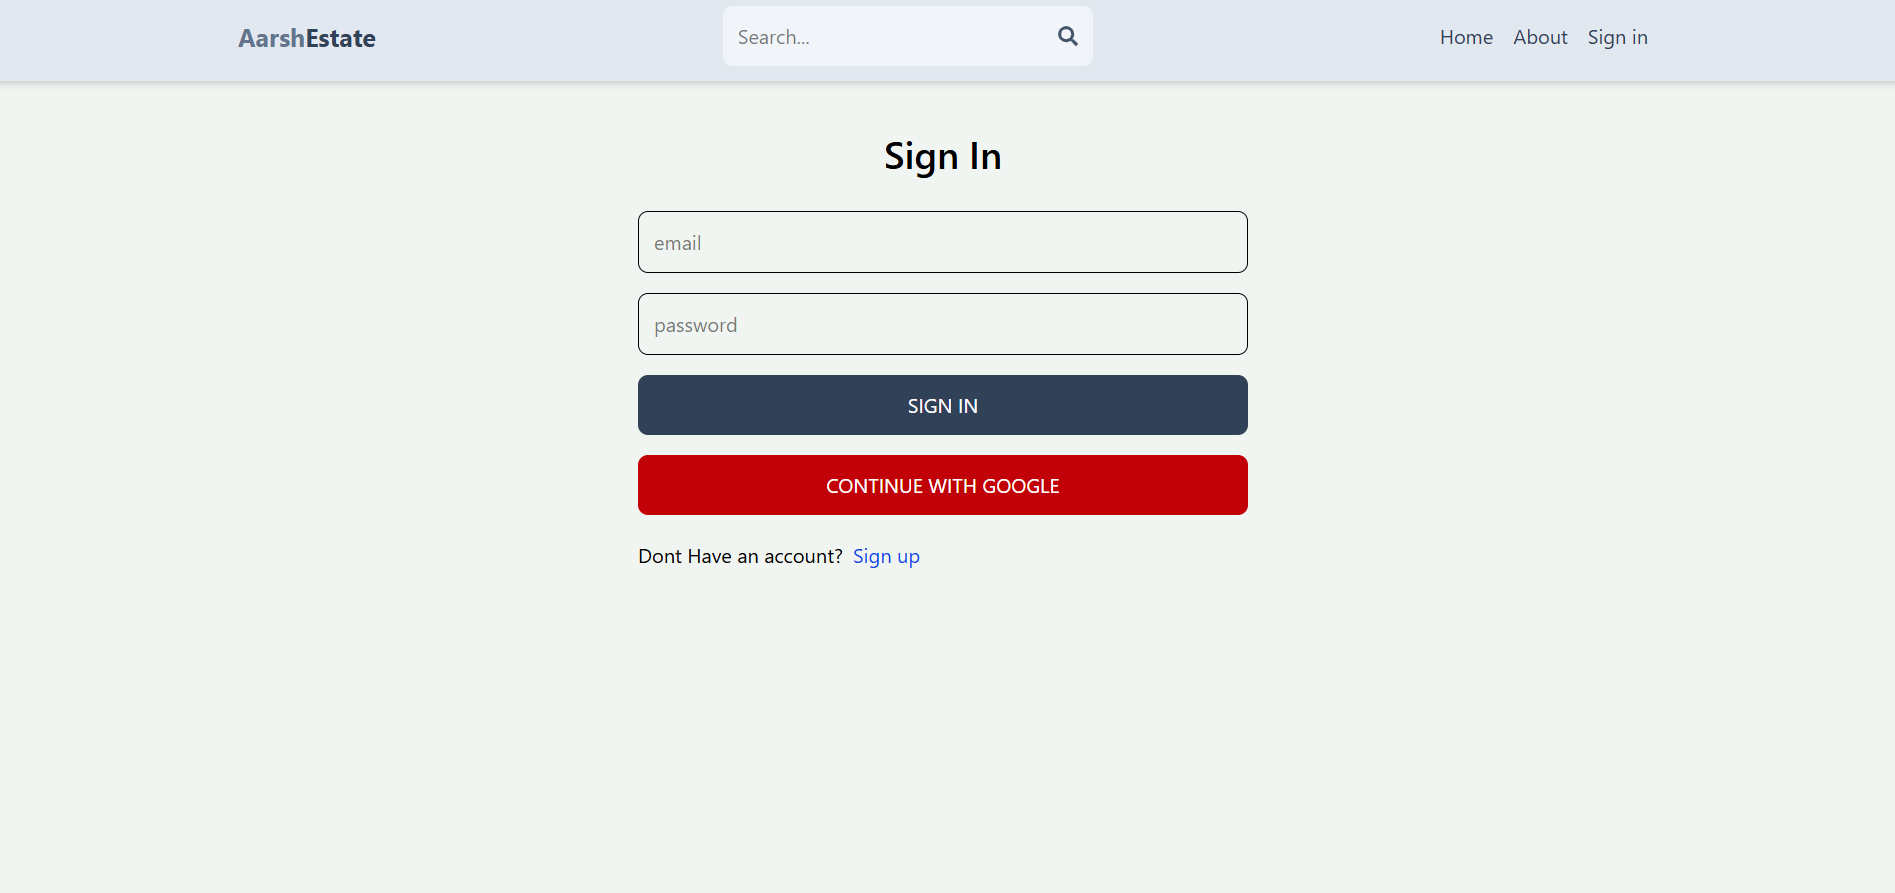 AarshEstate
Search...
Home About Sign in
Sign In
email
password
SIGN IN
CONTINUE WITH GOOGLE
Dont Have an account? Sign up